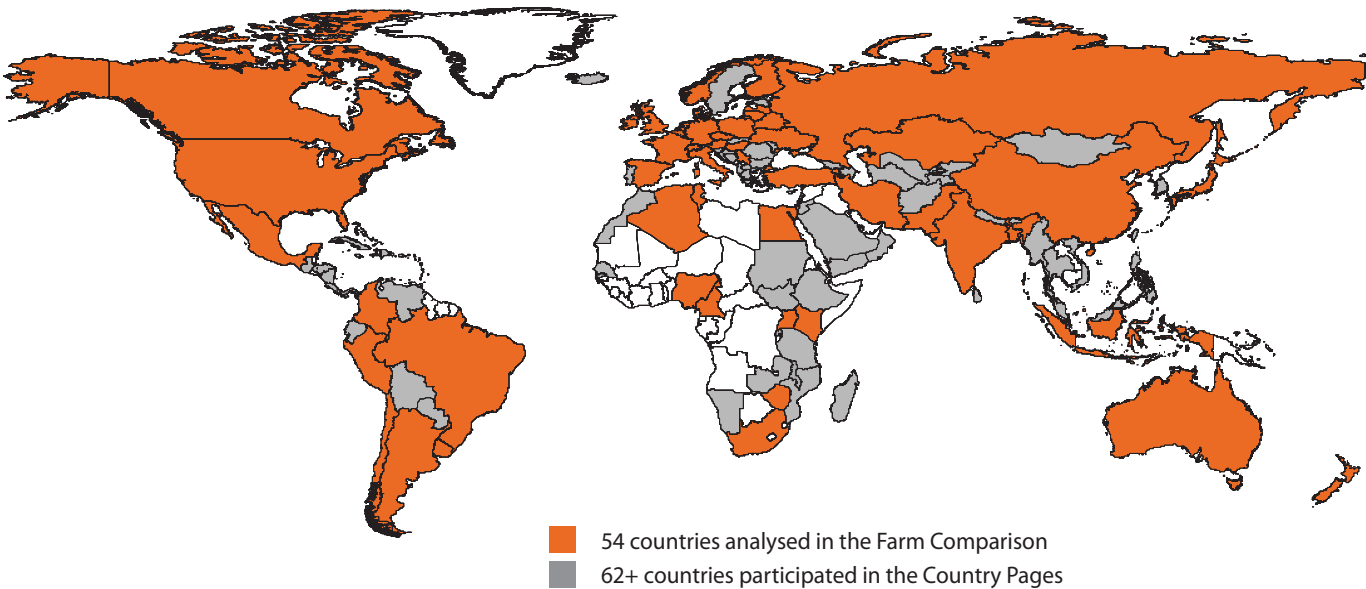 54 countries analysed in the Farm Comparison
62+ countries participated in the Country Pages